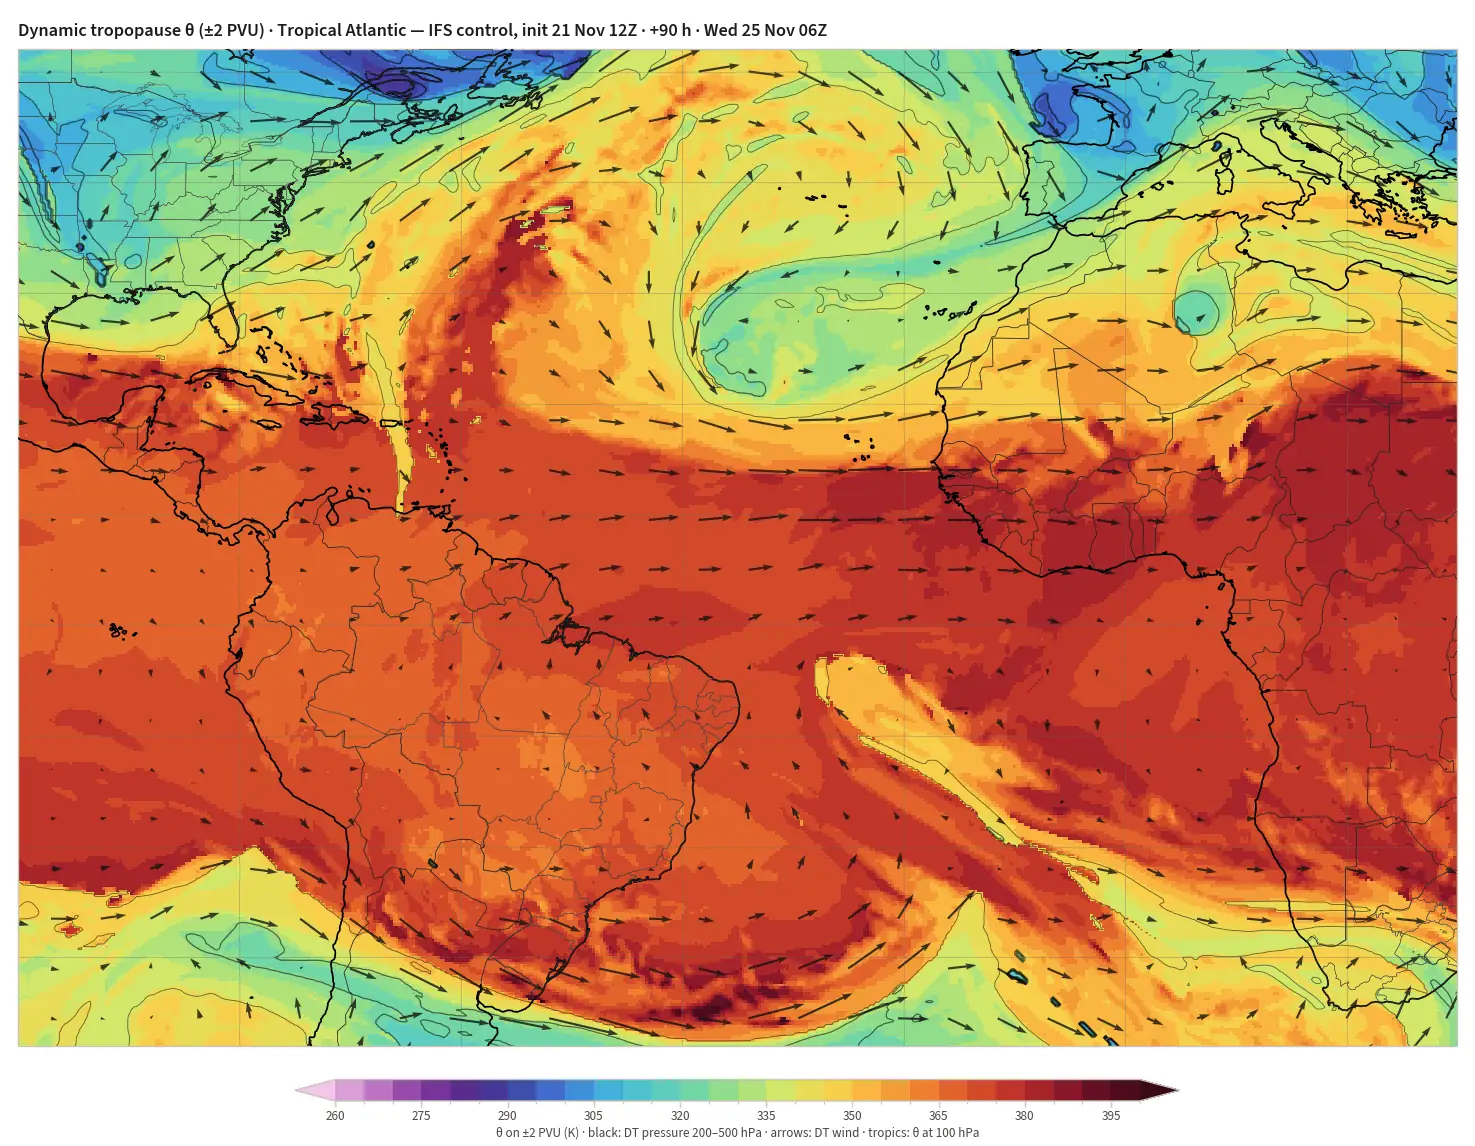 Dynamic tropopause θ (±2 PVU) · Tropical Atlantic — IFS control, init 21 Nov 12Z · +90 h · Wed 25 Nov 06Z
260 275 290 305 320 335 350 365 380 395
θ on ±2 PVU (K) · black: DT pressure 200–500 hPa · arrows: DT wind · tropics: θ at 100 hPa